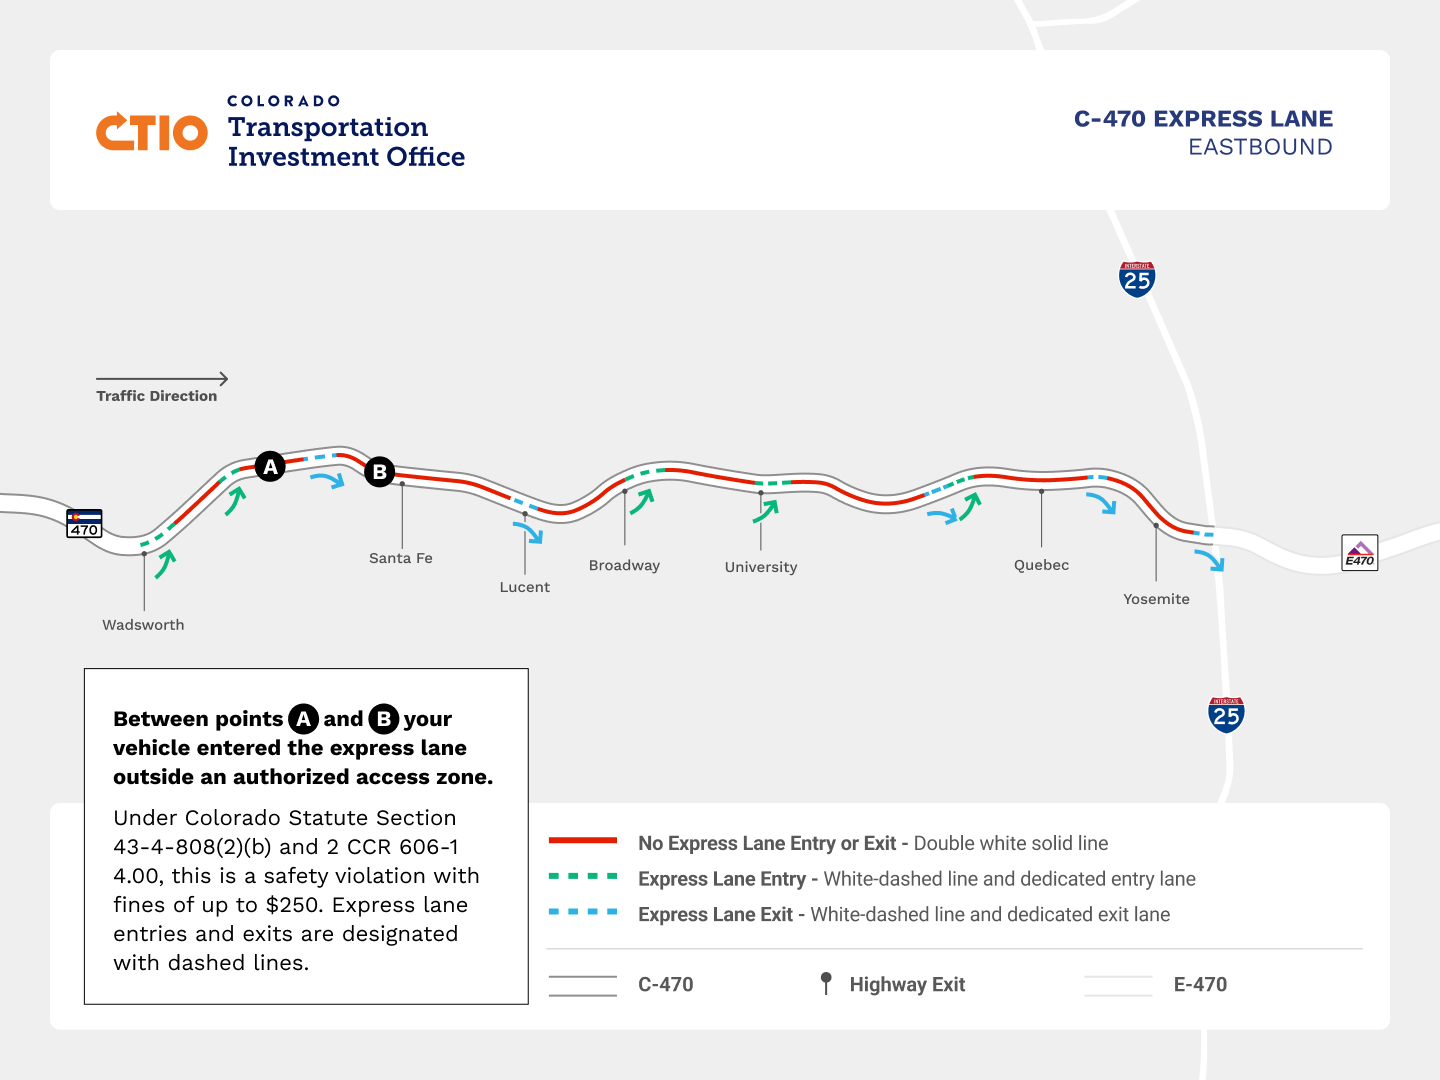 CTIO
COLORADO
Transportation
Investment Office
C-470 EXPRESS LANE
EASTBOUND
INTERSTATE
25
Traffic Direction
A
B
470
E470
Santa Fe
Lucent
Broadway
University
Quebec
Yosemite
Wadsworth
INTERSTATE
25
Between points A and B your
vehicle entered the express lane
outside an authorized access zone.
Under Colorado Statute Section
43-4-808(2)(b) and 2 CCR 606-1
4.00, this is a safety violation with
fines of up to $250. Express lane
entries and exits are designated
with dashed lines.
No Express Lane Entry or Exit - Double white solid line
Express Lane Entry - White-dashed line and dedicated entry lane
Express Lane Exit - White-dashed line and dedicated exit lane
C-470
Highway Exit
E-470